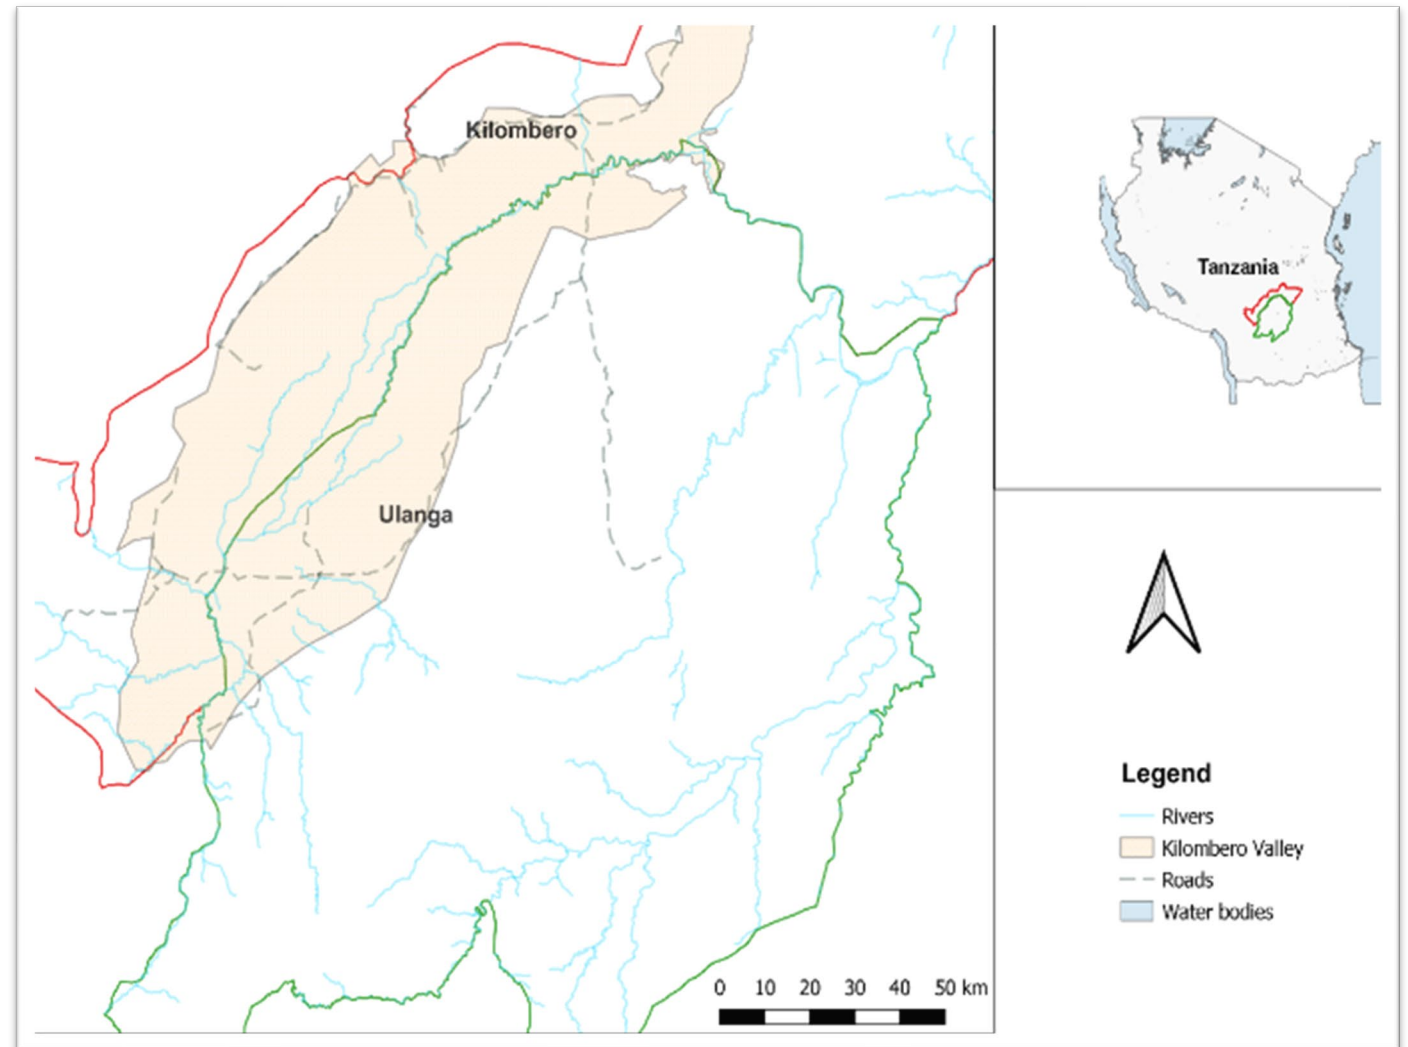 Kilombero
Ulanga
0 10 20 30 40 50 km
Tanzania
Legend
Rivers
Kilombero Valley
Roads
Water bodies